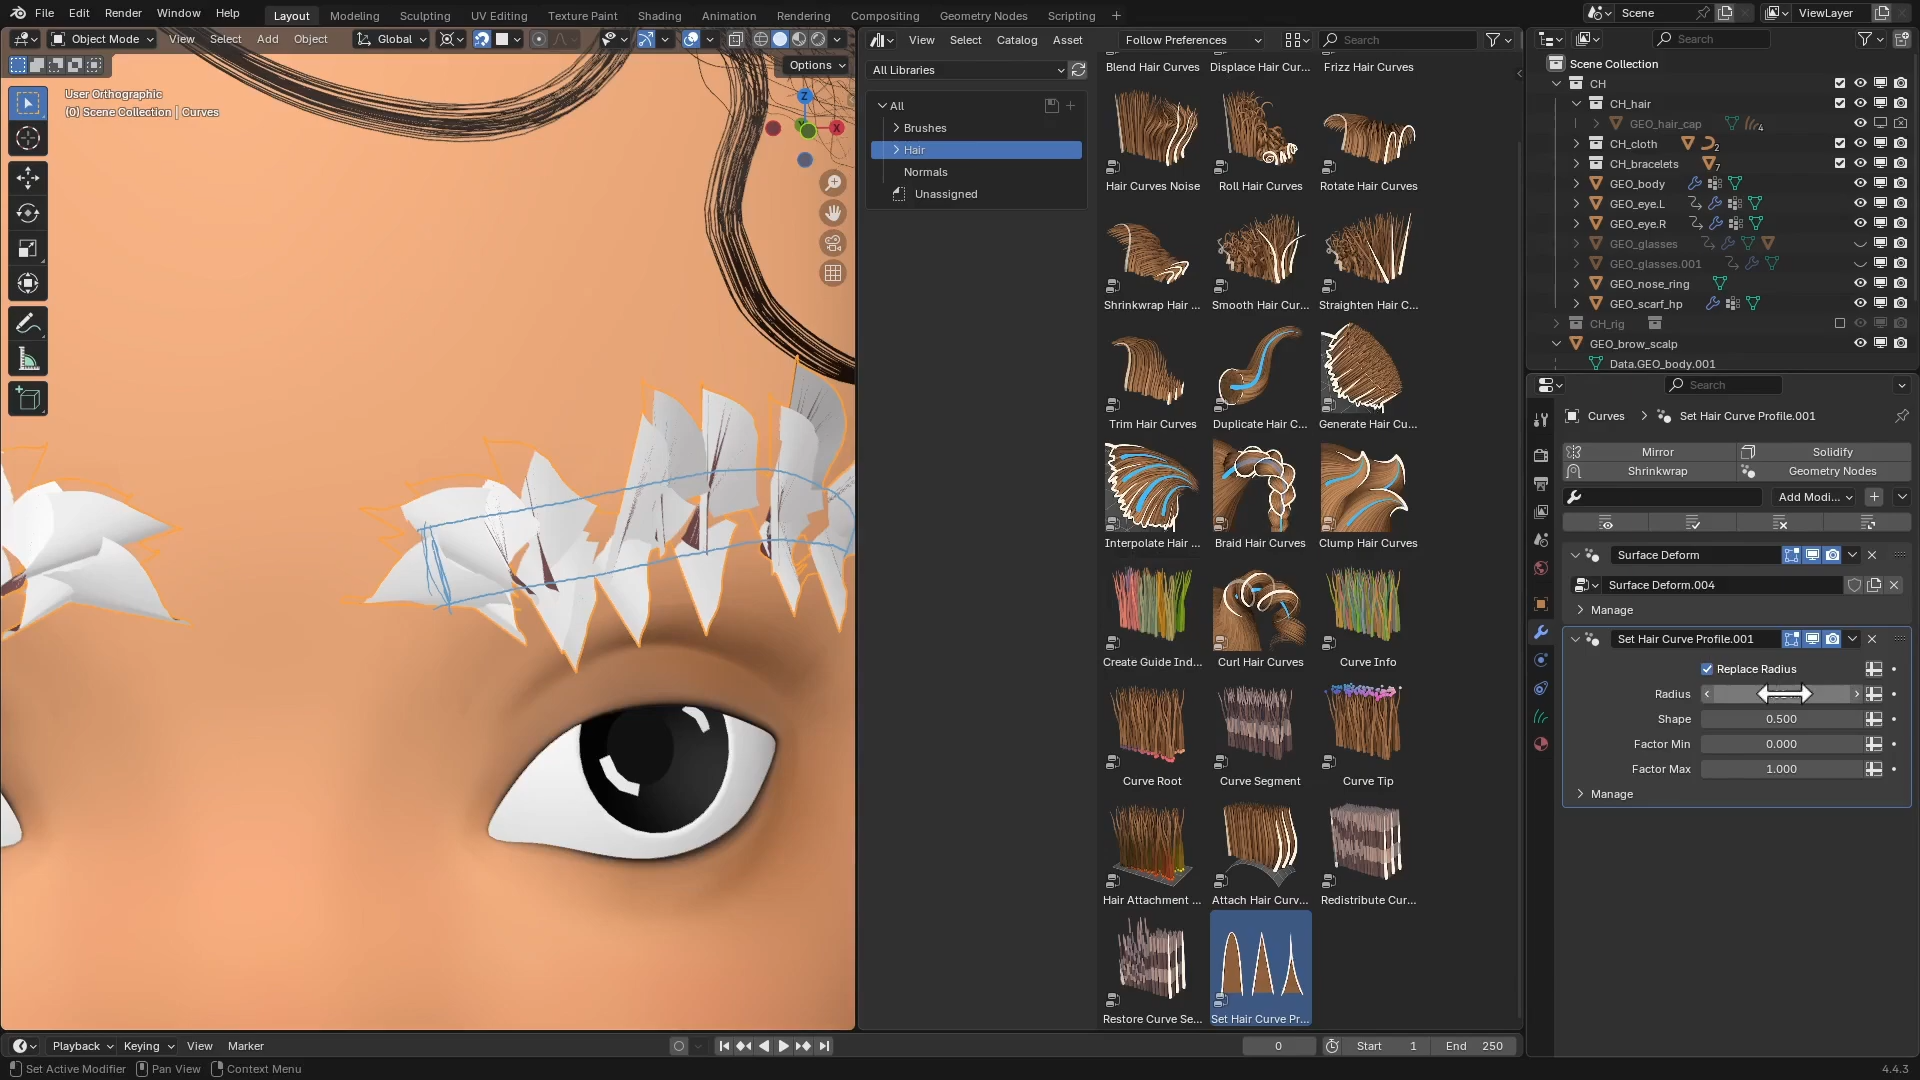 File Edit Render Window Help Layout Modeling Sculpting UV Editing Texture Paint Shading Animation Rendering Compositing Geometry Nodes Scripting + Scene ViewLayer
Object Mode View Select Add Object Global
Options
User Orthographic
(0) Scene Collection | Curves
Z
X
View Select Catalog Asset Follow Preferences Search
All Libraries
All
Brushes
Hair
Normals
Unassigned
Blend Hair Curves Displace Hair Cur... Frizz Hair Curves
Hair Curves Noise Roll Hair Curves Rotate Hair Curves
Shrinkwrap Hair ... Smooth Hair Cur... Straighten Hair C...
Trim Hair Curves Duplicate Hair C... Generate Hair Cu...
Interpolate Hair ... Braid Hair Curves Clump Hair Curves
Create Guide Ind... Curl Hair Curves Curve Info
Curve Root Curve Segment Curve Tip
Hair Attachment ... Attach Hair Curv... Redistribute Cur...
Restore Curve Se... Set Hair Curve Pr...
Search
Scene Collection
CH
CH_hair
GEO_hair_cap 4
CH_cloth 2
CH_bracelets 7
GEO_body
GEO_eye.L
GEO_eye.R
GEO_glasses
GEO_glasses.001
GEO_nose_ring
GEO_scarf_hp
CH_rig
GEO_brow_scalp
Data.GEO_body.001
Search
Curves Set Hair Curve Profile.001
Mirror Solidify
Shrinkwrap Geometry Nodes
Add Modi...
Surface Deform
Surface Deform.004
Manage
Set Hair Curve Profile.001
Replace Radius
Radius
Shape 0.500
Factor Min 0.000
Factor Max 1.000
Manage
Playback Keying View Marker 0 Start 1 End 250
Set Active Modifier Pan View Context Menu 4.4.3